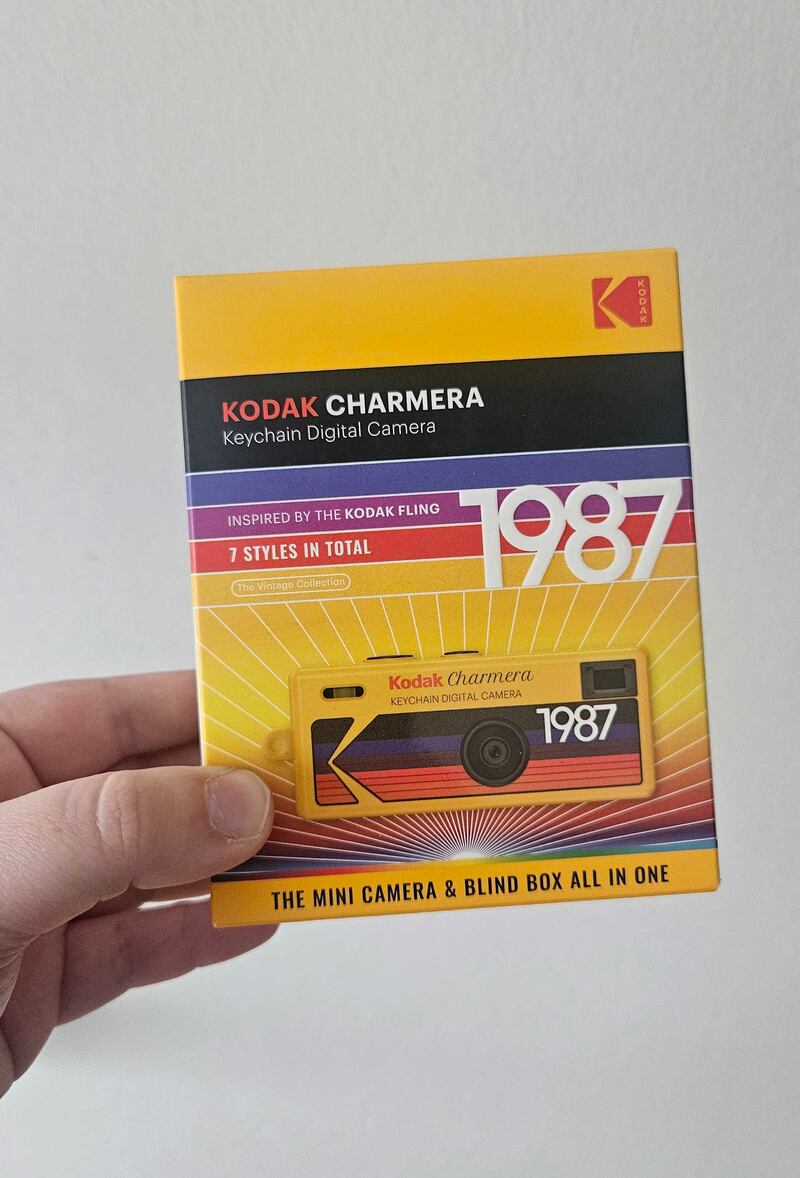 KODAK
KODAK CHARMERA
Keychain Digital Camera
INSPIRED BY THE KODAK FLING
1987
7 STYLES IN TOTAL
The Vintage Collection
Kodak Charmera
KEYCHAIN DIGITAL CAMERA
1987
THE MINI CAMERA & BLIND BOX ALL IN ONE